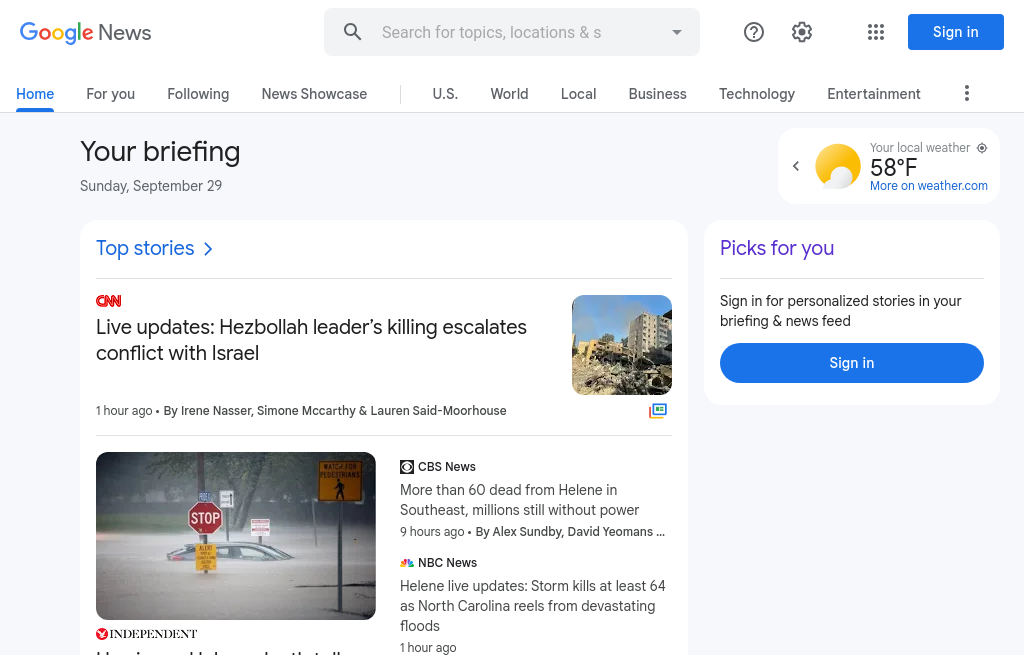 Google News
Search for topics, locations & s
Sign in
Home
For you
Following
News Showcase
U.S.
World
Local
Business
Technology
Entertainment
Your briefing
Sunday, September 29
Your local weather
58°F
More on weather.com
Top stories
Picks for you
CNN
Live updates: Hezbollah leader’s killing escalates
conflict with Israel
1 hour ago • By Irene Nasser, Simone Mccarthy & Lauren Said-Moorhouse
Sign in for personalized stories in your
briefing & news feed
Sign in
WATCH FOR
PEDESTRIANS
STOP
ALERT
CBS News
More than 60 dead from Helene in
Southeast, millions still without power
9 hours ago • By Alex Sundby, David Yeomans ...
NBC News
Helene live updates: Storm kills at least 64
as North Carolina reels from devastating
floods
1 hour ago
INDEPENDENT